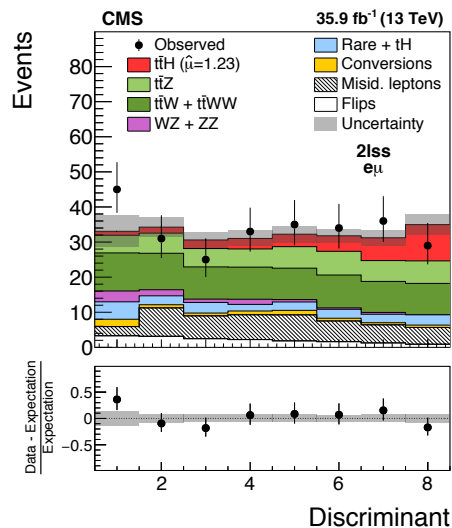 CMS 35.9 fb⁻¹ (13 TeV)
Events
Observed
tt̄H (μ̂=1.23)
tt̄Z
tt̄W + tt̄WW
WZ + ZZ
Rare + tH
Conversions
Misid. leptons
Flips
Uncertainty
2lss
eμ
90
80
70
60
50
40
30
20
10
0
Data - Expectation
Expectation
0.5
0
−0.5
2 4 6 8
Discriminant